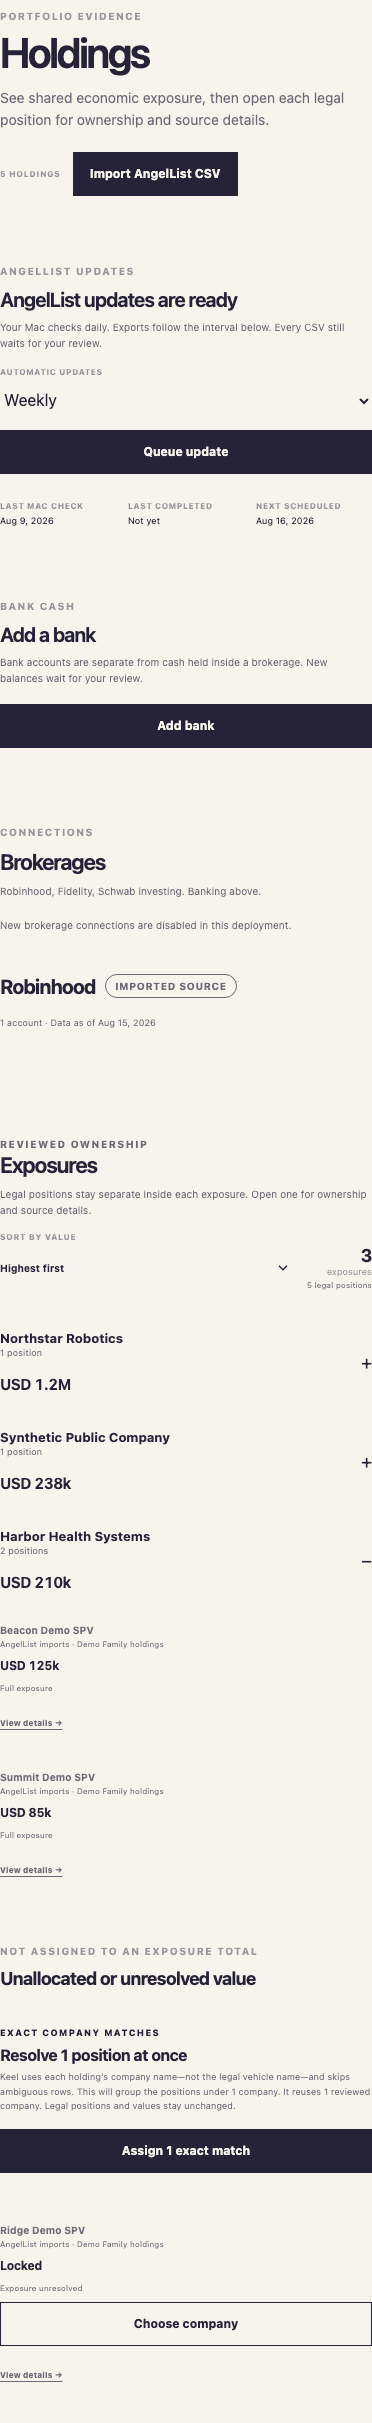 PORTFOLIO EVIDENCE
Holdings
See shared economic exposure, then open each legal
position for ownership and source details.
5 HOLDINGS
Import AngelList CSV
ANGELLIST UPDATES
AngelList updates are ready
Your Mac checks daily. Exports follow the interval below. Every CSV still
waits for your review.
AUTOMATIC UPDATES
Weekly
Queue update
LAST MAC CHECK
Aug 9, 2026
LAST COMPLETED
Not yet
NEXT SCHEDULED
Aug 16, 2026
BANK CASH
Add a bank
Bank accounts are separate from cash held inside a brokerage. New
balances wait for your review.
Add bank
CONNECTIONS
Brokerages
Robinhood, Fidelity, Schwab investing. Banking above.
New brokerage connections are disabled in this deployment.
Robinhood
IMPORTED SOURCE
1 account · Data as of Aug 15, 2026
REVIEWED OWNERSHIP
Exposures
Legal positions stay separate inside each exposure. Open one for ownership
and source details.
SORT BY VALUE
Highest first
3
exposures
5 legal positions
Northstar Robotics
1 position
USD 1.2M
+
Synthetic Public Company
1 position
USD 238k
+
Harbor Health Systems
2 positions
USD 210k
−
Beacon Demo SPV
AngelList imports · Demo Family holdings
USD 125k
Full exposure
View details →
Summit Demo SPV
AngelList imports · Demo Family holdings
USD 85k
Full exposure
View details →
NOT ASSIGNED TO AN EXPOSURE TOTAL
Unallocated or unresolved value
EXACT COMPANY MATCHES
Resolve 1 position at once
Keel uses each holding's company name—not the legal vehicle name—and skips
ambiguous rows. This will group the positions under 1 company. It reuses 1 reviewed
company. Legal positions and values stay unchanged.
Assign 1 exact match
Ridge Demo SPV
AngelList imports · Demo Family holdings
Locked
Exposure unresolved
Choose company
View details →